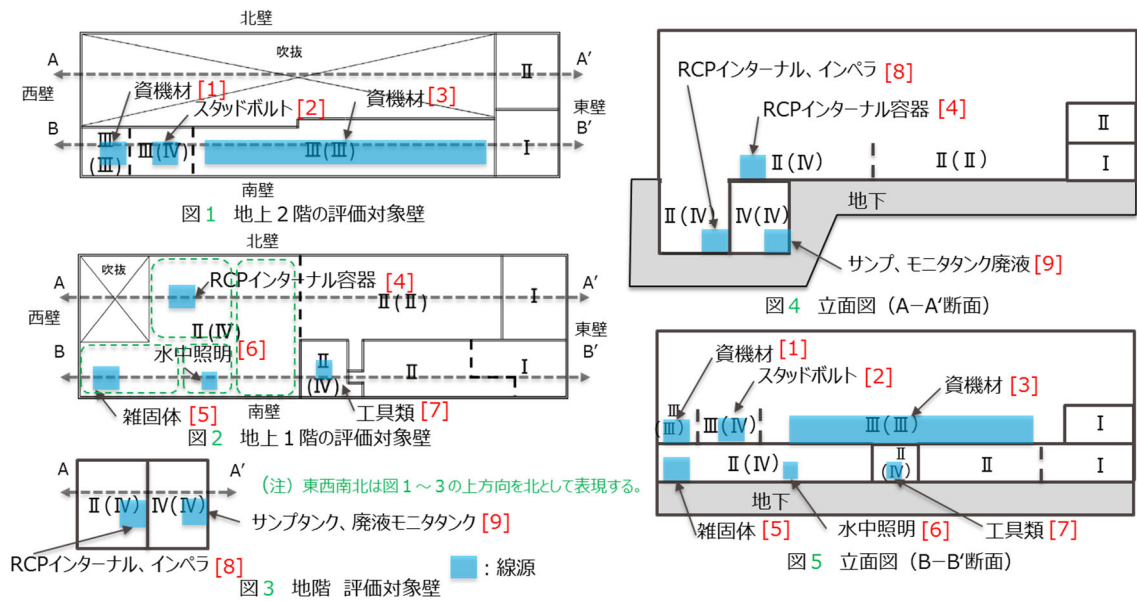 北壁
吹抜
A
A′
Ⅱ
西壁
資機材 [1]
スタッドボルト [2]
資機材 [3]
東壁
B
B′
Ⅲ
(Ⅲ)
Ⅲ(Ⅳ)
Ⅲ(Ⅲ)
Ⅰ
南壁
図1 地上2階の評価対象壁
北壁
吹抜
A
A′
RCPインターナル容器 [4]
Ⅱ(Ⅱ)
Ⅰ
西壁
Ⅱ(Ⅳ)
東壁
B
水中照明 [6]
B′
Ⅱ
(Ⅳ)
Ⅱ
Ⅰ
雑固体 [5]
南壁
工具類 [7]
図2 地上1階の評価対象壁
A
A′
(注)東西南北は図1~3の上方向を北として表現する。
Ⅱ(Ⅳ)
Ⅳ(Ⅳ)
サンプタンク、廃液モニタタンク [9]
RCPインターナル、インペラ [8]
:線源
図3 地階 評価対象壁
RCPインターナル、インペラ [8]
RCPインターナル容器 [4]
Ⅱ
Ⅱ(Ⅳ)
Ⅱ(Ⅱ)
Ⅰ
地下
Ⅱ(Ⅳ)
Ⅳ(Ⅳ)
サンプ、モニタタンク廃液 [9]
図4 立面図(A-A‘断面)
資機材 [1]
スタッドボルト [2]
資機材 [3]
Ⅲ
(Ⅲ)
Ⅲ(Ⅳ)
Ⅲ(Ⅲ)
Ⅰ
Ⅱ(Ⅳ)
Ⅱ
(Ⅳ)
Ⅱ
Ⅰ
地下
雑固体 [5]
水中照明 [6]
工具類 [7]
図5 立面図(B-B‘断面)